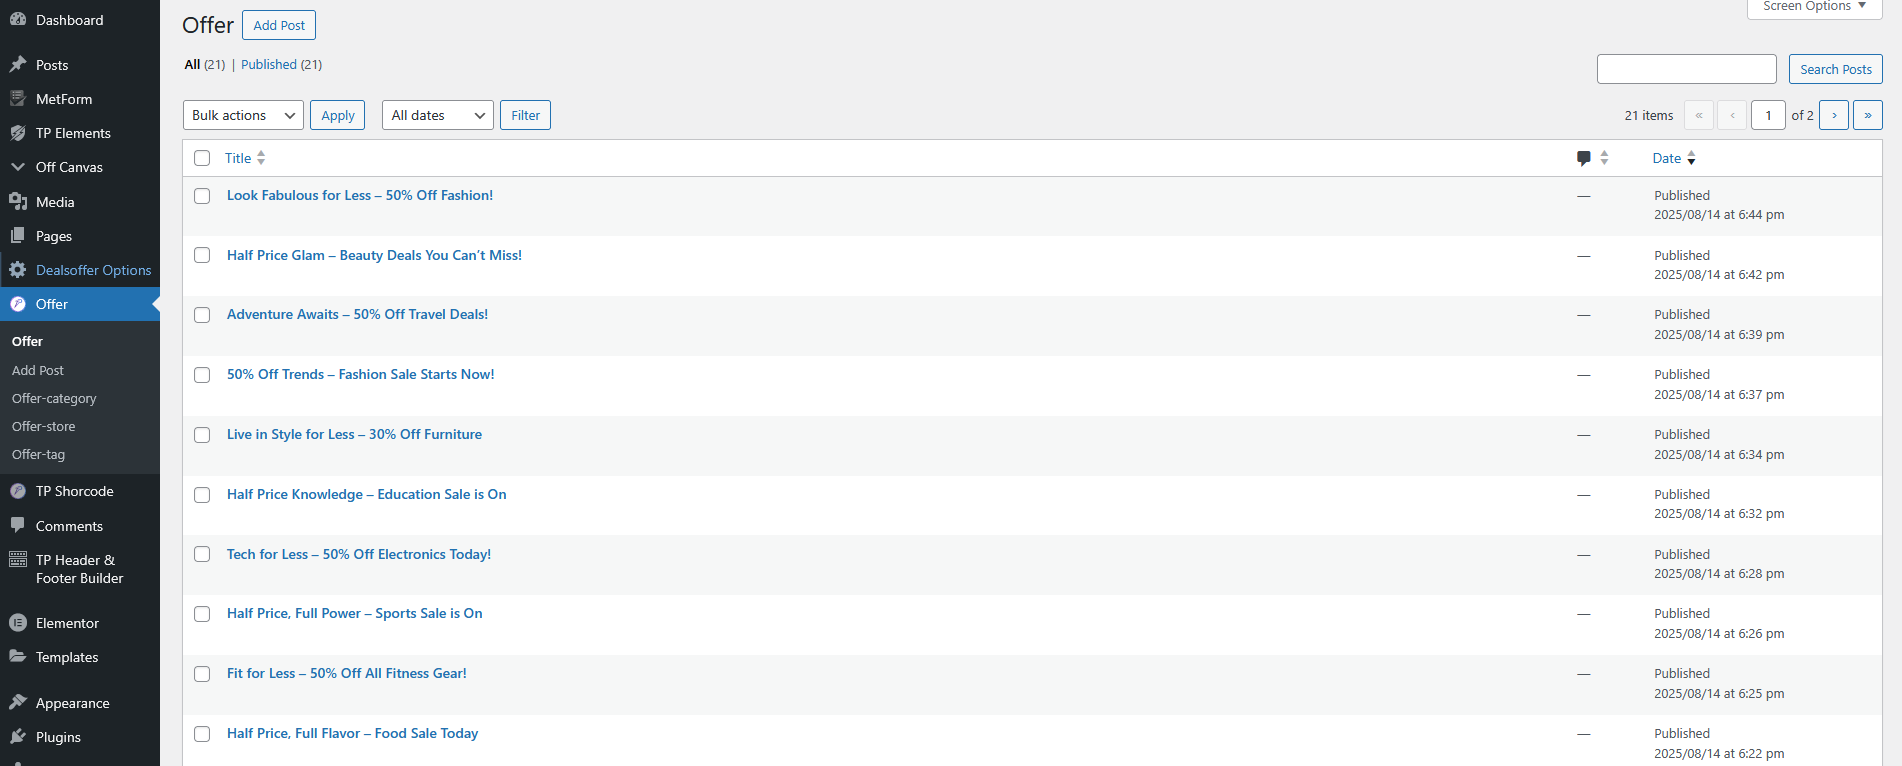 Dashboard
Posts
MetForm
TP Elements
Off Canvas
Media
Pages
Dealsoffer Options
Offer
Offer
Add Post
Offer-category
Offer-store
Offer-tag
TP Shorcode
Comments
TP Header &
Footer Builder
Elementor
Templates
Appearance
Plugins
Offer Add Post
Screen Options
All (21) | Published (21)
Search Posts
Bulk actions Apply All dates Filter
21 items « ‹ 1 of 2 › »
Title Date
Look Fabulous for Less – 50% Off Fashion! — Published
2025/08/14 at 6:44 pm
Half Price Glam – Beauty Deals You Can’t Miss! — Published
2025/08/14 at 6:42 pm
Adventure Awaits – 50% Off Travel Deals! — Published
2025/08/14 at 6:39 pm
50% Off Trends – Fashion Sale Starts Now! — Published
2025/08/14 at 6:37 pm
Live in Style for Less – 30% Off Furniture — Published
2025/08/14 at 6:34 pm
Half Price Knowledge – Education Sale is On — Published
2025/08/14 at 6:32 pm
Tech for Less – 50% Off Electronics Today! — Published
2025/08/14 at 6:28 pm
Half Price, Full Power – Sports Sale is On — Published
2025/08/14 at 6:26 pm
Fit for Less – 50% Off All Fitness Gear! — Published
2025/08/14 at 6:25 pm
Half Price, Full Flavor – Food Sale Today — Published
2025/08/14 at 6:22 pm